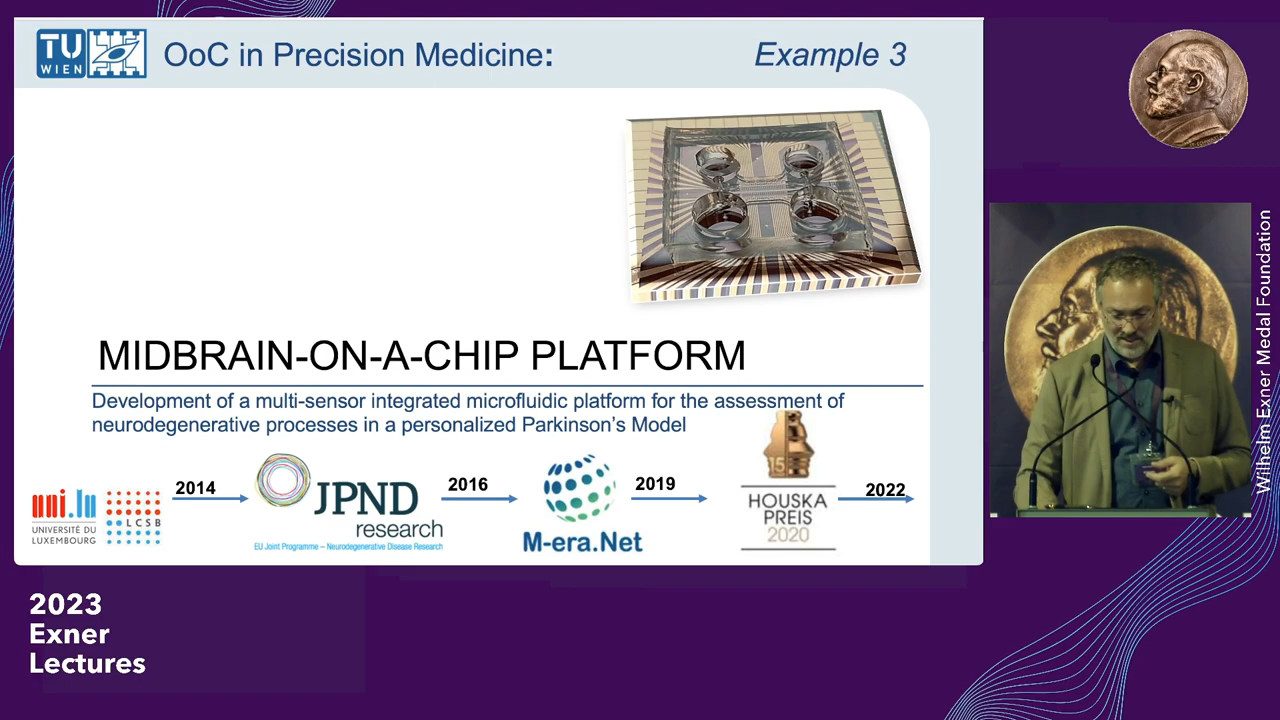 TU
WIEN
OoC in Precision Medicine:
Example 3
MIDBRAIN-ON-A-CHIP PLATFORM
Development of a multi-sensor integrated microfluidic platform for the assessment of
neurodegenerative processes in a personalized Parkinson's Model
uni.lu
UNIVERSITÉ DU
LUXEMBOURG
LCSB
2014
JPND
research
EU Joint Programme – Neurodegenerative Disease Research
2016
M-era.Net
2019
15
HOUSKA
PREIS
2020
2022
Wilhelm Exner Medal Foundation
2023
Exner
Lectures